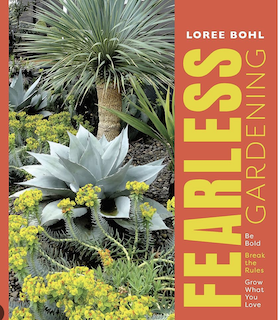 LOREE BOHL
FEARLESS
GARDENING
Be
Bold
Break
the
Rules
Grow
What You
Love